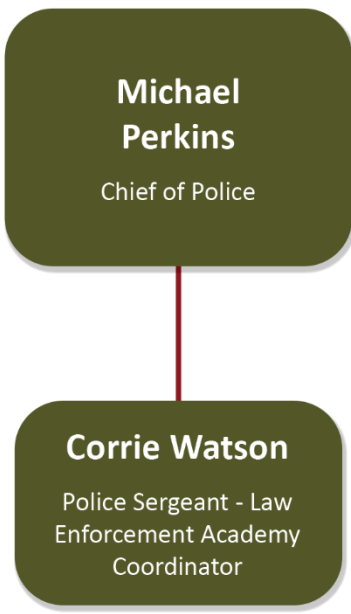 Michael
Perkins
Chief of Police
Corrie Watson
Police Sergeant - Law
Enforcement Academy
Coordinator